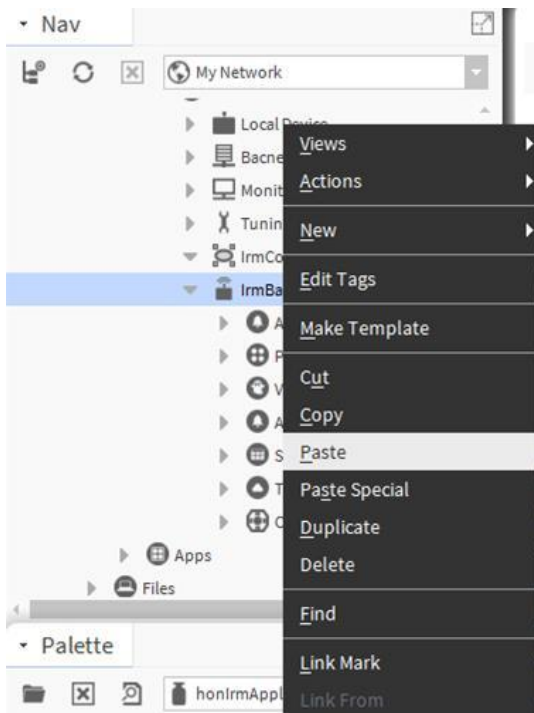 Nav
My Network
Local Device
Views
Bacne
Actions
Monit
Tunin
New
IrmCo
Edit Tags
IrmBa
A
Make Template
P
V
Cut
A
Copy
S
Paste
T
Paste Special
C
Duplicate
Apps
Delete
Files
Find
Palette
Link Mark
honIrmAppl
Link From